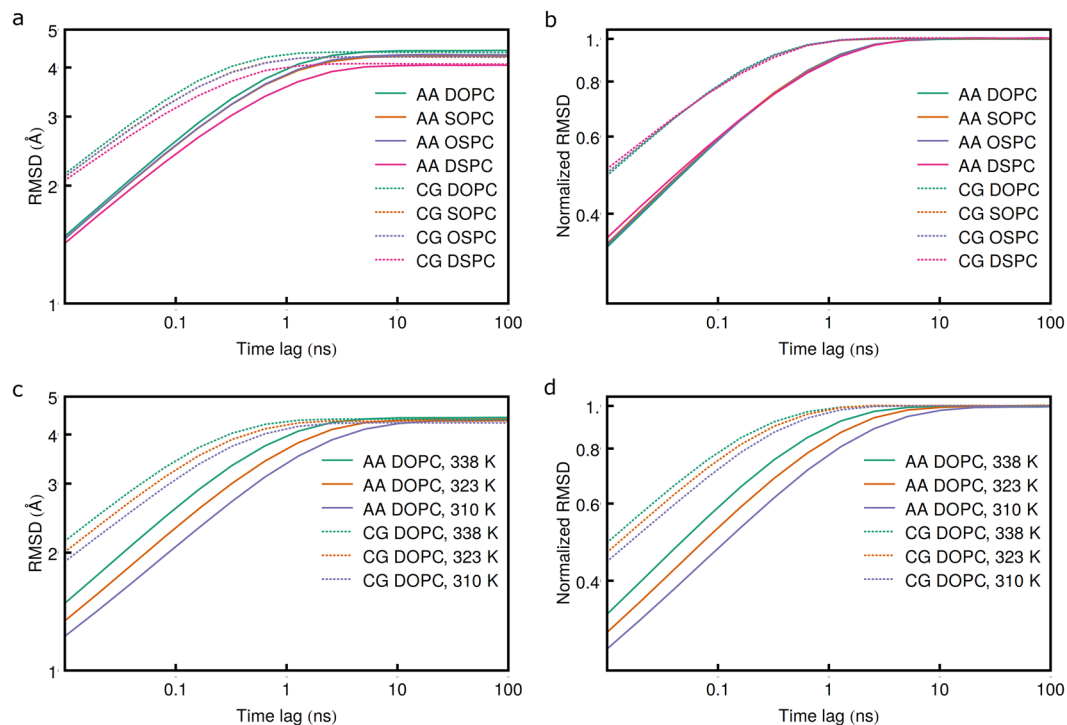 a
5
4
3
2
1
RMSD (Å)
AA DOPC
AA SOPC
AA OSPC
AA DSPC
CG DOPC
CG SOPC
CG OSPC
CG DSPC
0.1 1 10 100
Time lag (ns)
b
1.
0.8
0.6
0.4
Normalized RMSD
AA DOPC
AA SOPC
AA OSPC
AA DSPC
CG DOPC
CG SOPC
CG OSPC
CG DSPC
0.1 1 10 100
Time lag (ns)
c
5
4
3
2
1
RMSD (Å)
AA DOPC, 338 K
AA DOPC, 323 K
AA DOPC, 310 K
CG DOPC, 338 K
CG DOPC, 323 K
CG DOPC, 310 K
0.1 1 10 100
Time lag (ns)
d
1.
0.8
0.6
0.4
Normalized RMSD
AA DOPC, 338 K
AA DOPC, 323 K
AA DOPC, 310 K
CG DOPC, 338 K
CG DOPC, 323 K
CG DOPC, 310 K
0.1 1 10 100
Time lag (ns)